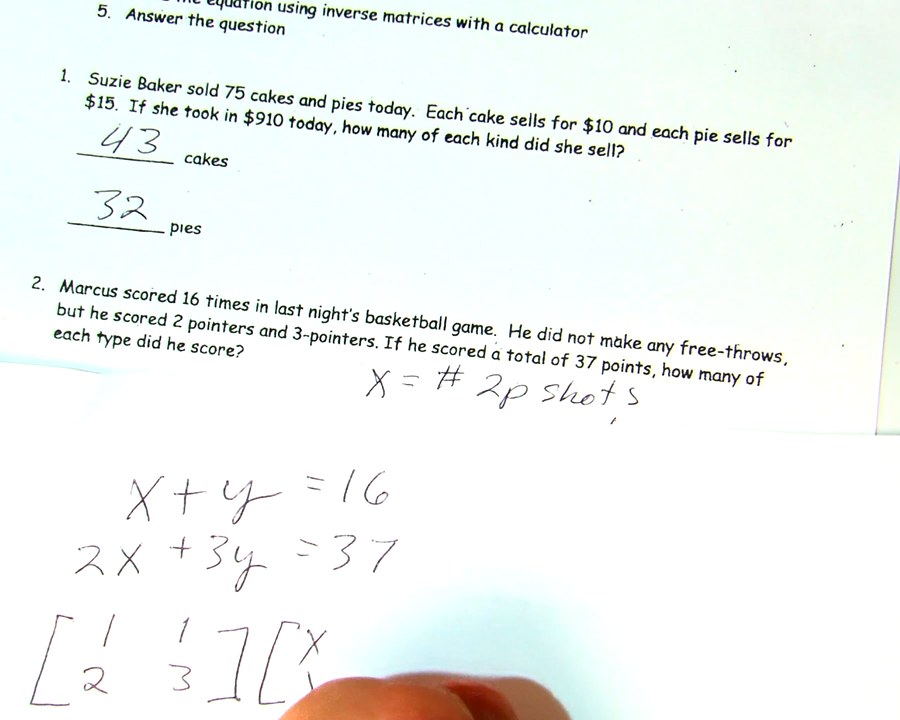 equation using inverse matrices with a calculator
5. Answer the question
1. Suzie Baker sold 75 cakes and pies today. Each cake sells for $10 and each pie sells for
$15. If she took in $910 today, how many of each kind did she sell?
43 cakes
32 pies
2. Marcus scored 16 times in last night's basketball game. He did not make any free-throws,
but he scored 2 pointers and 3-pointers. If he scored a total of 37 points, how many of
each type did he score?
X = # 2p shots
X + y = 16
2X + 3y = 37
[ 1 1 ] [ X
2 3